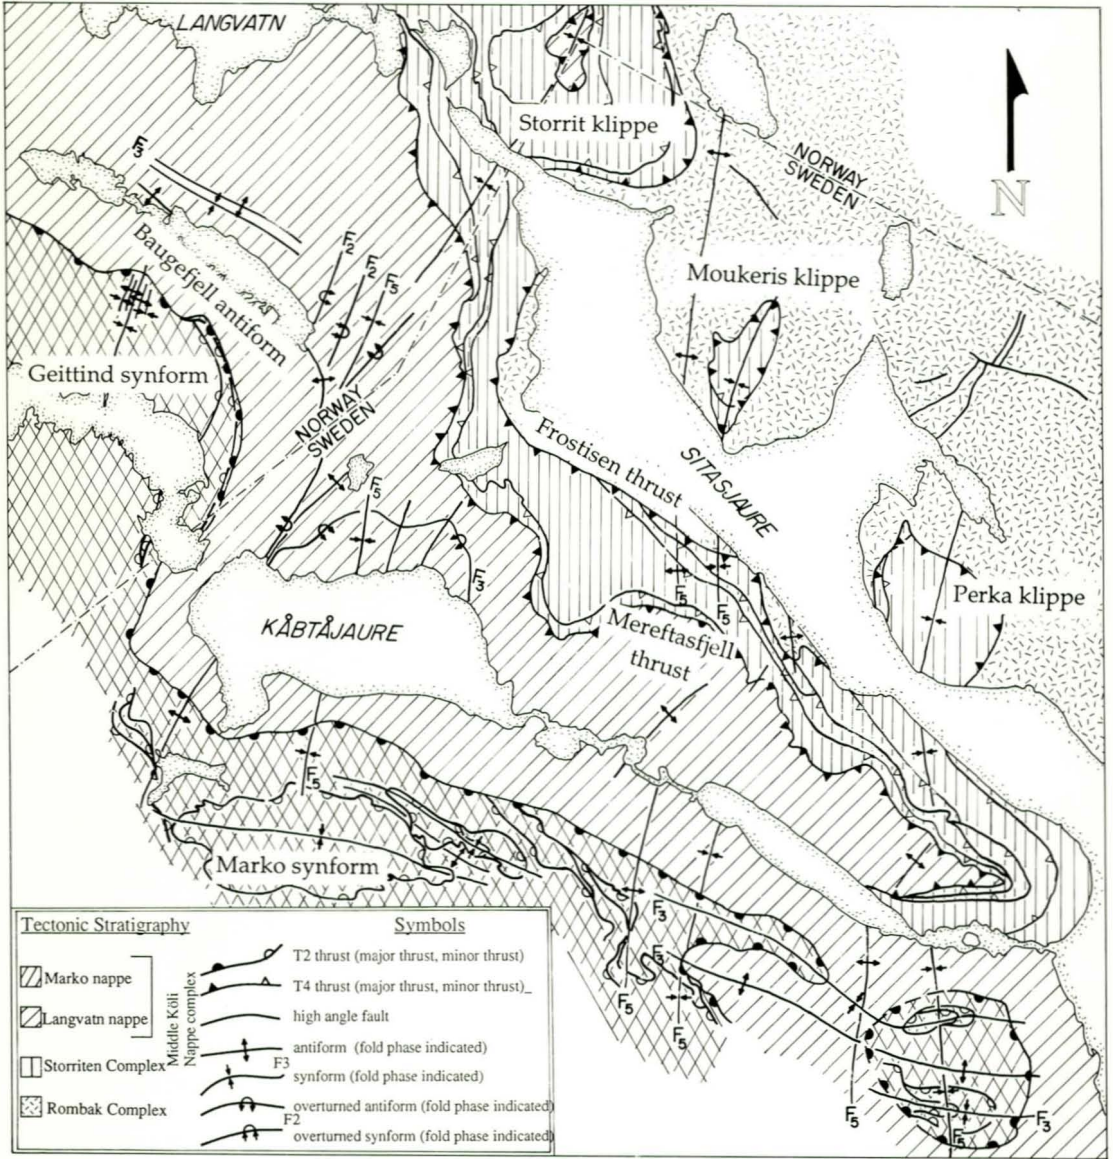 LANGVATN
Storrit klippe
NORWAY
SWEDEN
N
F3
Baugefjell antiform
F2
F2
F5
Moukeris klippe
Geittind synform
NORWAY
SWEDEN
Frostisen thrust
SITASJAURE
F5
F3
F5
F5
Perka klippe
KÅBTÅJAURE
Mereftasfjell
thrust
F5
Marko synform
F3
F3
F5
F5
F5
F5
F3
Tectonic Stratigraphy
Symbols
Marko nappe
Langvatn nappe
Middle Köli
Nappe complex
Storriten Complex
Rombak Complex
T2 thrust (major thrust, minor thrust)
T4 thrust (major thrust, minor thrust)_
high angle fault
antiform (fold phase indicated)
F3
synform (fold phase indicated)
overturned antiform (fold phase indicated)
F2
overturned synform (fold phase indicated)